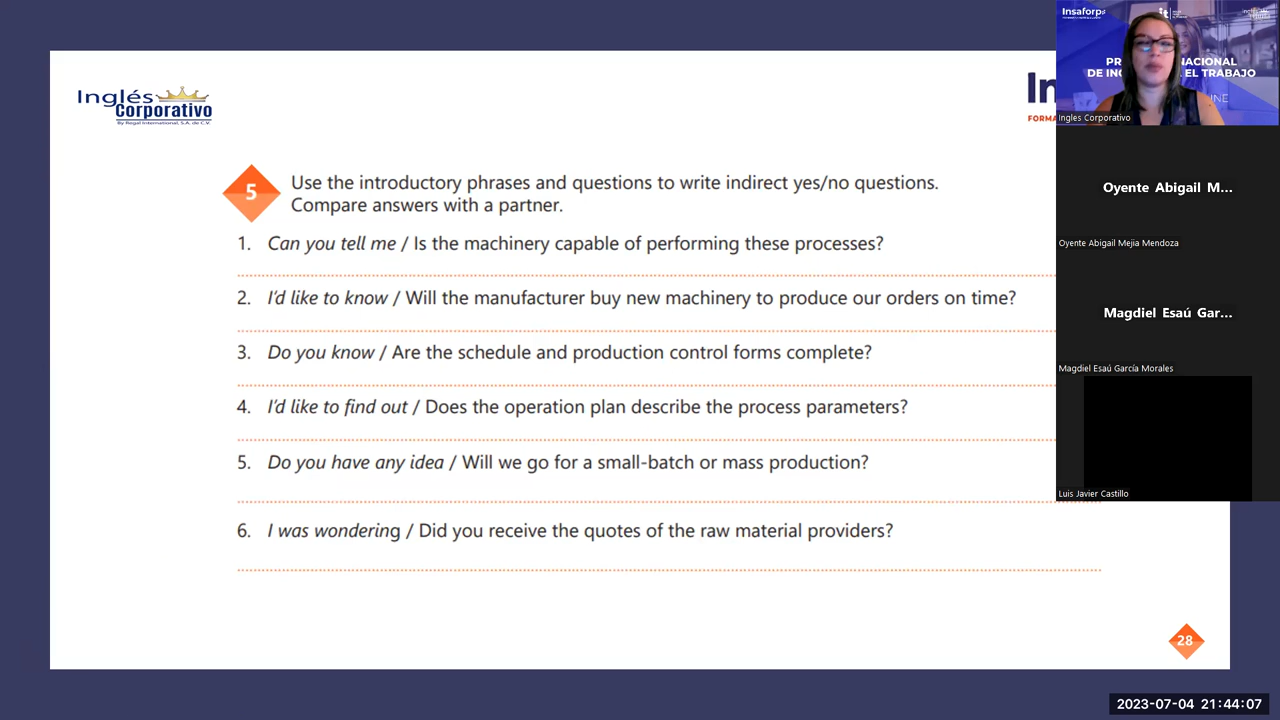 Inglés
Corporativo
By Regal International, S.A. de C.V.
5
Use the introductory phrases and questions to write indirect yes/no questions.
Compare answers with a partner.
1. Can you tell me / Is the machinery capable of performing these processes?
2. I'd like to know / Will the manufacturer buy new machinery to produce our orders on time?
3. Do you know / Are the schedule and production control forms complete?
4. I'd like to find out / Does the operation plan describe the process parameters?
5. Do you have any idea / Will we go for a small-batch or mass production?
6. I was wondering / Did you receive the quotes of the raw material providers?
28
In
FORMA
Insaforp
Ingles Corporativo
Oyente Abigail M...
Oyente Abigail Mejia Mendoza
Magdiel Esaú Gar...
Magdiel Esaú García Morales
Luis Javier Castillo
2023-07-04 21:44:07